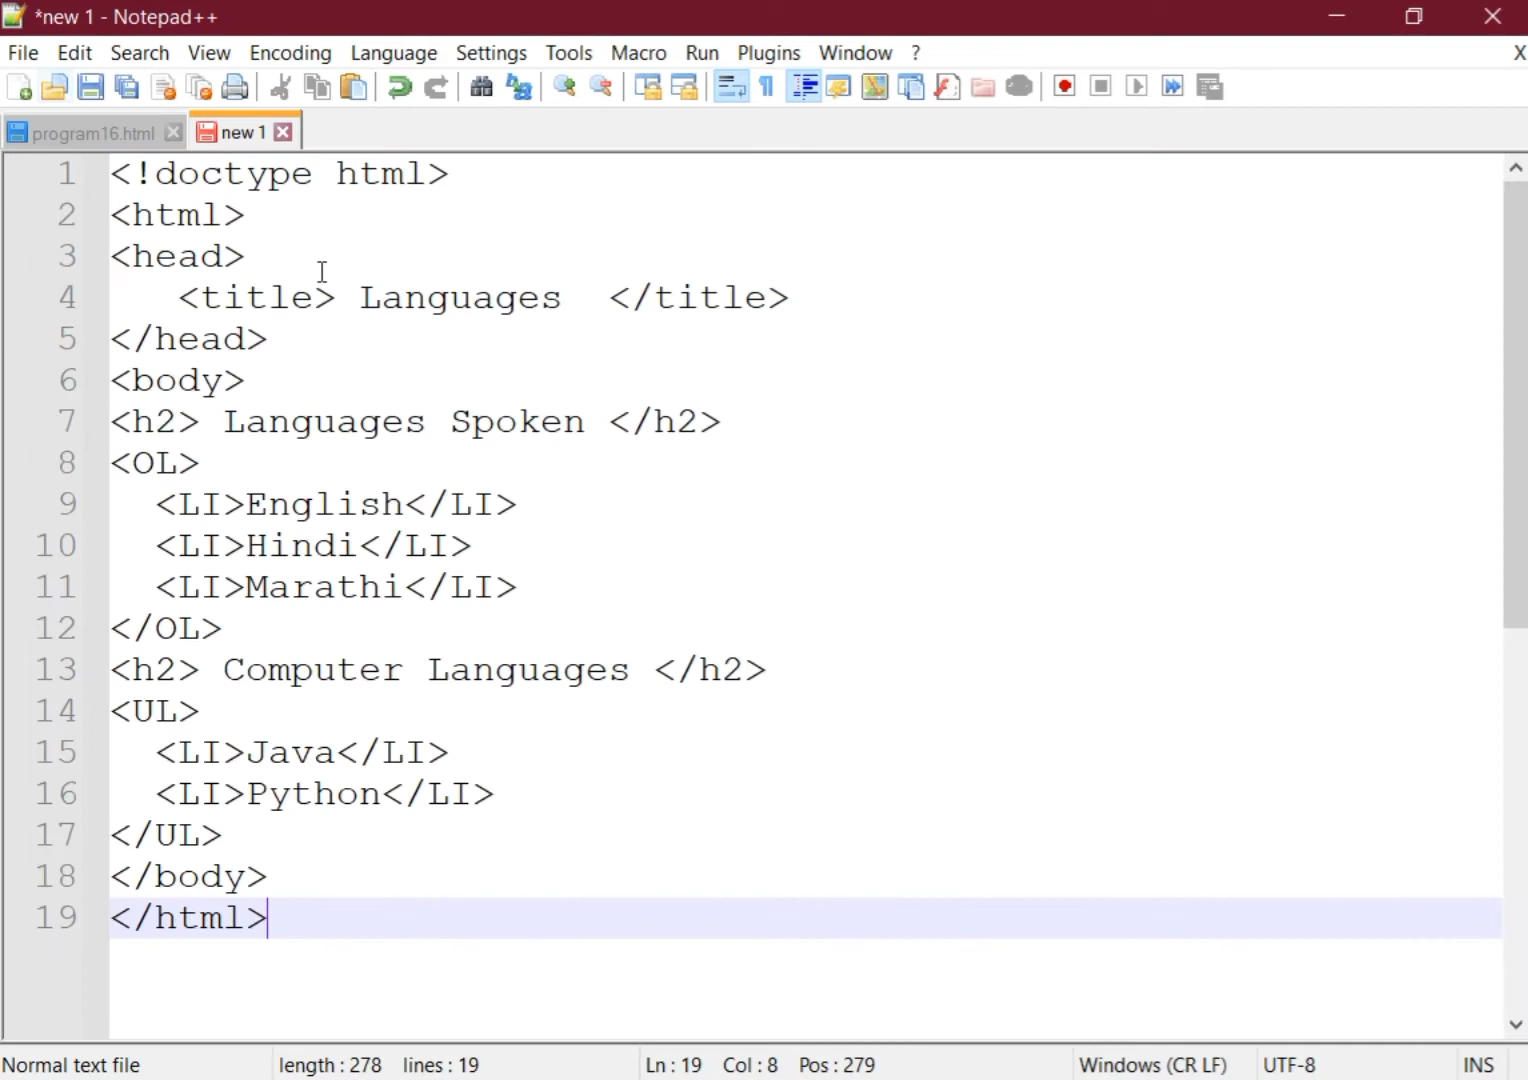 *new 1 - Notepad++
File Edit Search View Encoding Language Settings Tools Macro Run Plugins Window ? X
program16.html new 1
1 <!doctype html>
2 <html>
3 <head>
4    <title> Languages  </title>
5 </head>
6 <body>
7 <h2> Languages Spoken </h2>
8 <OL>
9   <LI>English</LI>
10   <LI>Hindi</LI>
11   <LI>Marathi</LI>
12 </OL>
13 <h2> Computer Languages </h2>
14 <UL>
15   <LI>Java</LI>
16   <LI>Python</LI>
17 </UL>
18 </body>
19 </html>
Normal text file length : 278 lines : 19 Ln : 19 Col : 8 Pos : 279 Windows (CR LF) UTF-8 INS